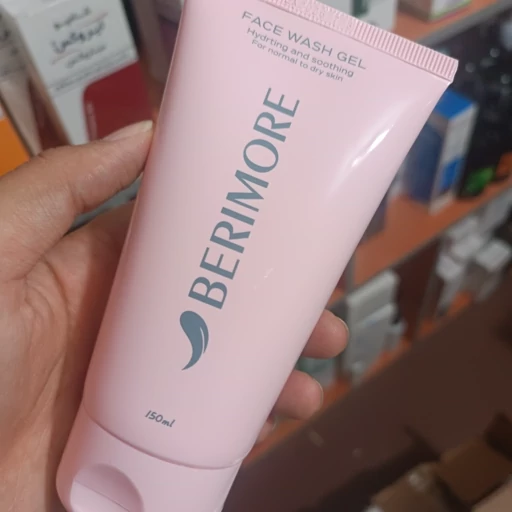 FACE WASH GEL
Hydrting and soothing
For normal to dry skin
BERIMORE
150ml